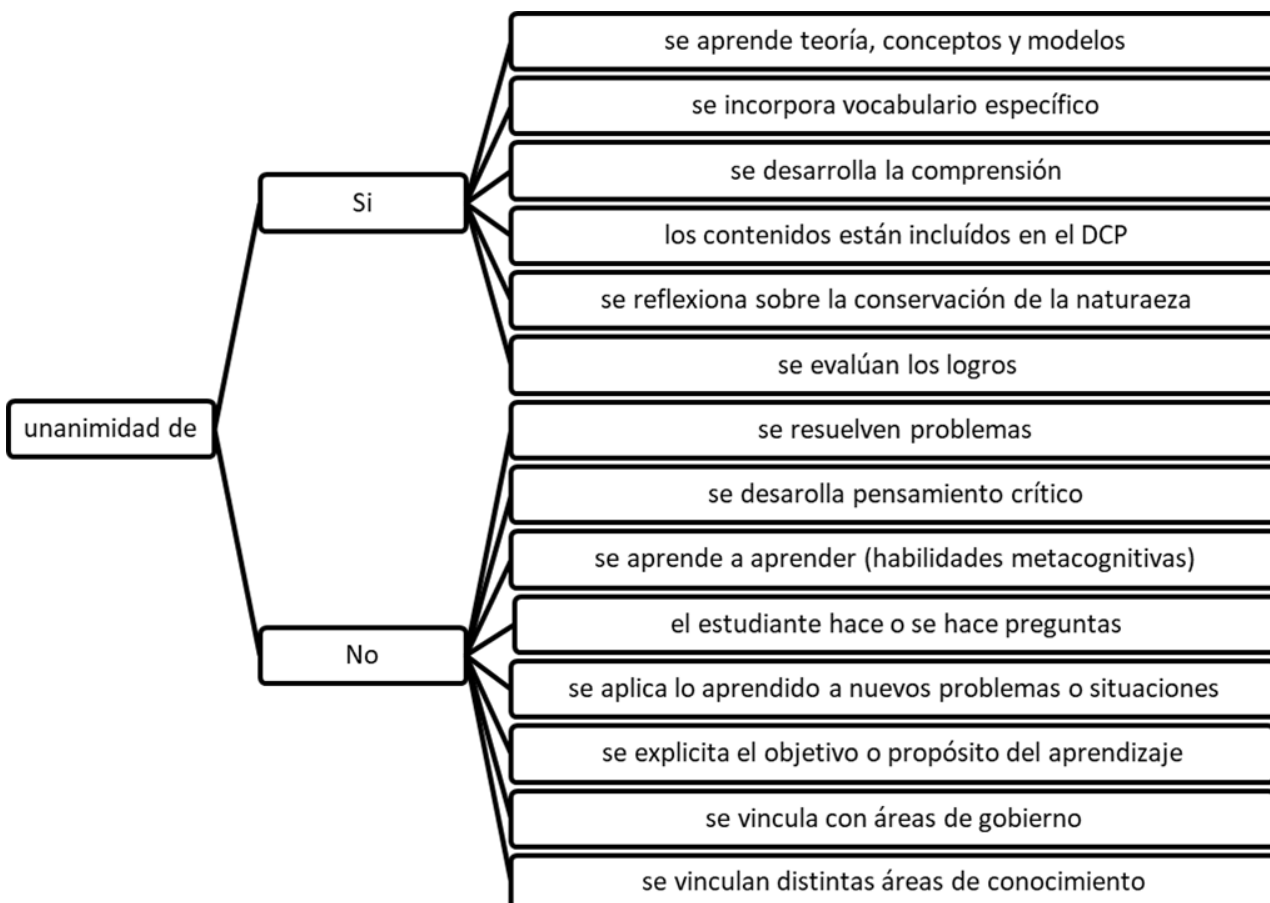 se aprende teoría, conceptos y modelos
se incorpora vocabulario específico
se desarrolla la comprensión
Si
los contenidos están incluídos en el DCP
se reflexiona sobre la conservación de la naturaeza
se evalúan los logros
unanimidad de
se resuelven problemas
se desarolla pensamiento crítico
se aprende a aprender (habilidades metacognitivas)
el estudiante hace o se hace preguntas
No
se aplica lo aprendido a nuevos problemas o situaciones
se explicita el objetivo o propósito del aprendizaje
se vincula con áreas de gobierno
se vinculan distintas áreas de conocimiento